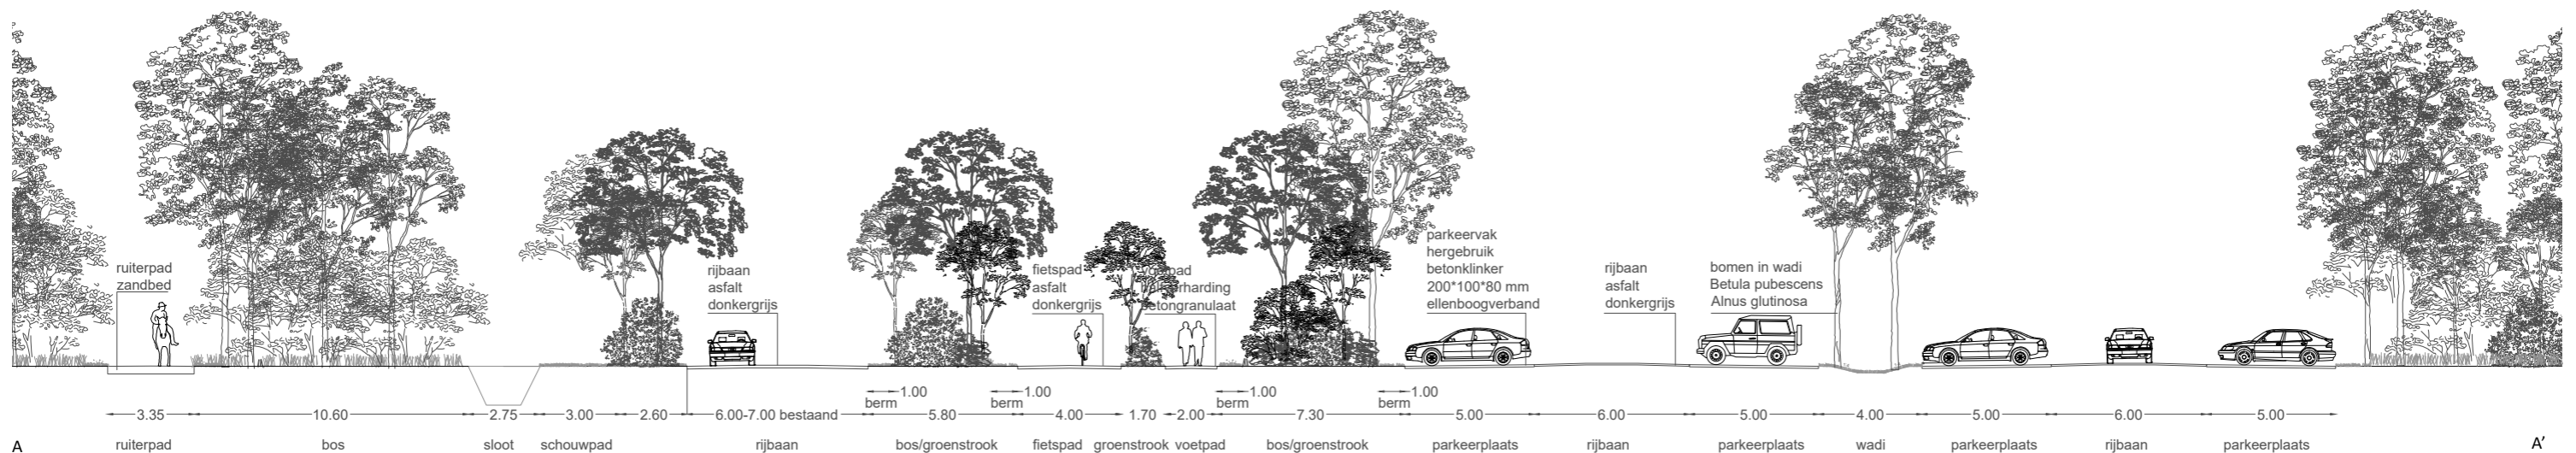 ruiterpad
zandbed
rijbaan
asfalt
donkergrijs
fietspad
asfalt
donkergrijs
voetpad
halfverharding
betongranulaat
parkeervak
hergebruik
betonklinker
200*100*80 mm
ellenboogverband
rijbaan
asfalt
donkergrijs
bomen in wadi
Betula pubescens
Alnus glutinosa
1.00
berm
1.00
berm
1.00
berm
1.00
berm
3.35 10.60 2.75 3.00 2.60 6.00-7.00 bestaand 5.80 4.00 1.70 2.00 7.30 5.00 6.00 5.00 4.00 5.00 6.00 5.00
A ruiterpad bos sloot schouwpad rijbaan bos/groenstrook fietspad groenstrook voetpad bos/groenstrook parkeerplaats rijbaan parkeerplaats wadi parkeerplaats rijbaan parkeerplaats A'